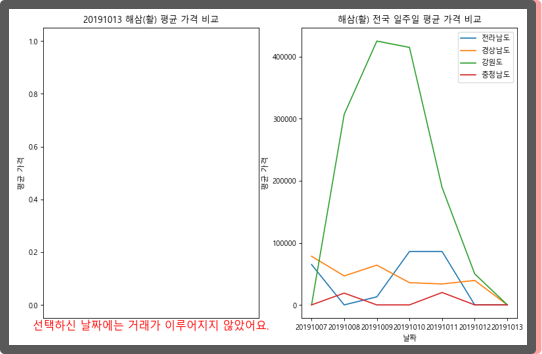 20191013 해삼(활) 평균 가격 비교
평균 가격
1.0
0.8
0.6
0.4
0.2
0.0
선택하신 날짜에는 거래가 이루어지지 않았어요.
해삼(활) 전국 일주일 평균 가격 비교
평균 가격
400000
300000
200000
100000
0
전라남도
경상남도
강원도
충청남도
20191007 20191008 20191009 20191010 20191011 20191012 20191013
날짜